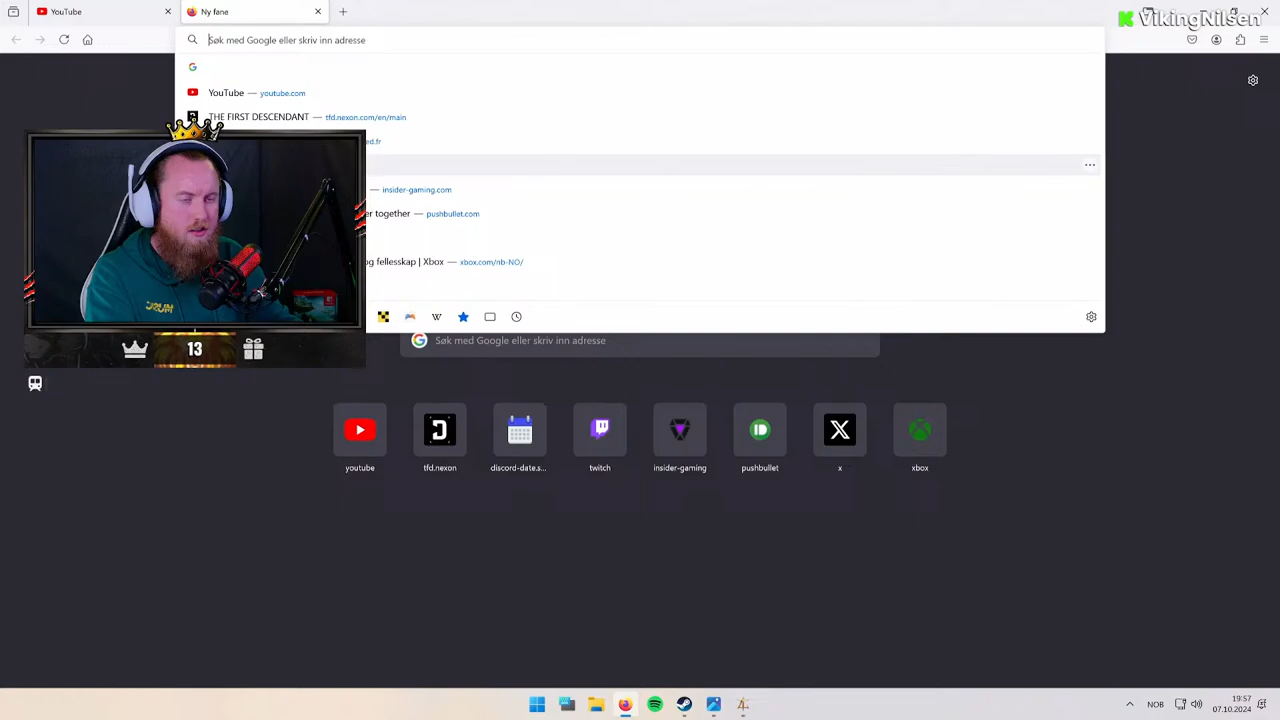 YouTube
Ny fane
VikingNilsen
Søk med Google eller skriv inn adresse
YouTube — youtube.com
THE FIRST DESCENDANT — tfd.nexon.com/en/main
ed.fr
— insider-gaming.com
er together — pushbullet.com
og fellesskap | Xbox — xbox.com/nb-NO/
Søk med Google eller skriv inn adresse
13
youtube
tfd.nexon
discord-date.s...
twitch
insider-gaming
pushbullet
x
xbox
NOB
19:57
07.10.2024